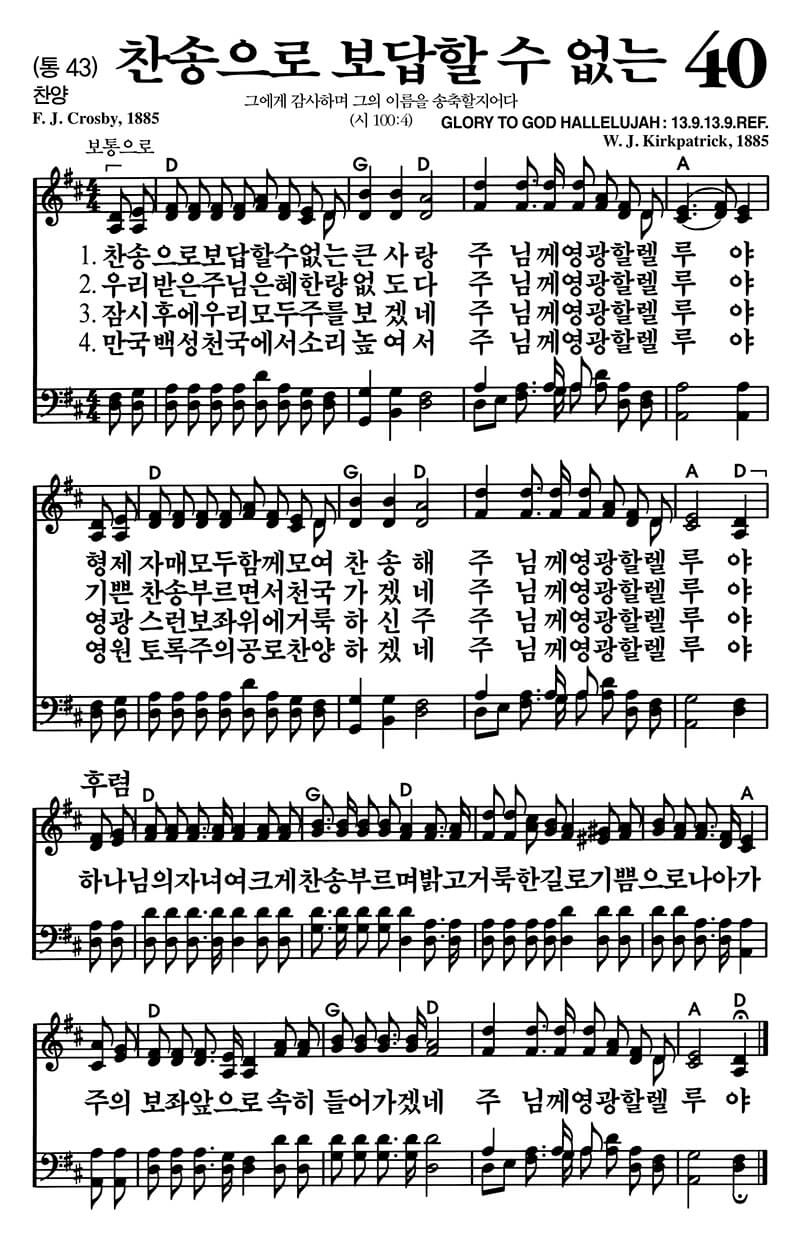 (통 43) 찬송으로 보답할 수 없는 40
찬양 그에게 감사하며 그의 이름을 송축할지어다
F. J. Crosby, 1885 (시 100:4) GLORY TO GOD HALLELUJAH : 13.9.13.9.REF.
보통으로 W. J. Kirkpatrick, 1885
D G D A
1. 찬송으로보답할수없는큰 사 랑 주 님께영광할렐 루 야
2. 우리받은주님은혜한량없 도다 주 님께영광할렐 루 야
3. 잠시후에우리모두주를보 겠네 주 님께영광할렐 루 야
4. 만국백성천국에서소리높 여서 주 님께영광할렐 루 야
D G D A D
형제 자매모두함께모여 찬 송 해 주 님께영광할렐 루 야
기쁜 찬송부르면서천국 가 겠네 주 님께영광할렐 루 야
영광 스런보좌위에거룩 하 신주 주 님께영광할렐 루 야
영원 토록주의공로찬양 하 겠네 주 님께영광할렐 루 야
후렴
D G D A
하나님의자녀여크게찬송부르며밝고거룩한길로기쁨으로나아가
D G D A D
주의 보좌앞으로속히 들어가겠네 주 님께영광할렐 루 야